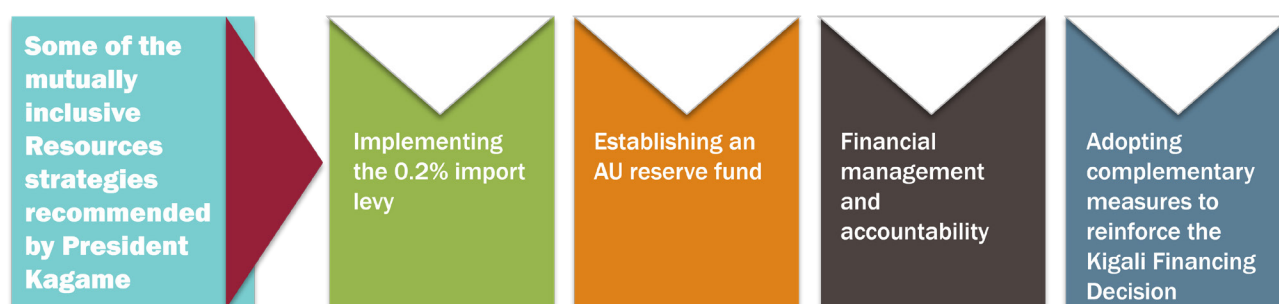 Some of the
mutually
inclusive
Resources
strategies
recommended
by President
Kagame
Implementing
the 0.2% import
levy
Establishing an
AU reserve fund
Financial
management
and
accountability
Adopting
complementary
measures to
reinforce the
Kigali Financing
Decision